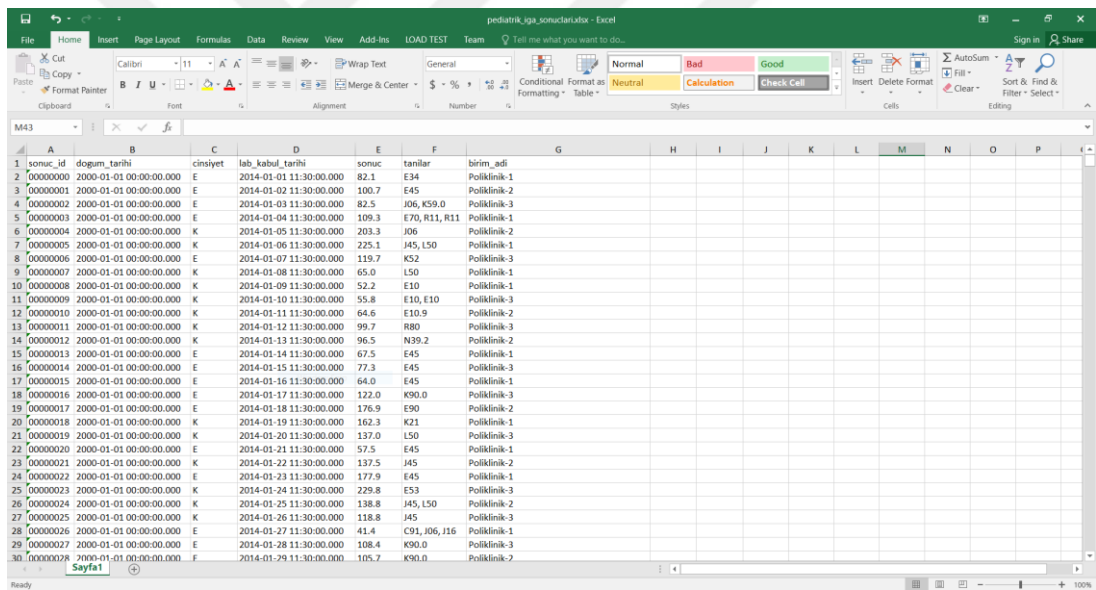 pediatrik_iga_sonuclari.xlsx - Excel
File Home Insert Page Layout Formulas Data Review View Add-Ins LOAD TEST Team Tell me what you want to do... Sign in Share
Cut Calibri 11 Wrap Text General Normal Bad Good AutoSum
Copy Fill
Paste Format Painter B I U Merge & Center $ % , Conditional Formatting Format as Table Neutral Calculation Check Cell Insert Delete Format Clear Sort & Filter Find & Select
Clipboard Font Alignment Number Styles Cells Editing
M43 fx
A B C D E F G H I J K L M N O P
1 sonuc_id dogum_tarihi cinsiyet lab_kabul_tarihi sonuc tanilar birim_adi
2 00000000 2000-01-01 00:00:00.000 E 2014-01-01 11:30:00.000 82.1 E34 Poliklinik-1
3 00000001 2000-01-01 00:00:00.000 E 2014-01-02 11:30:00.000 100.7 E45 Poliklinik-2
4 00000002 2000-01-01 00:00:00.000 E 2014-01-03 11:30:00.000 82.5 J06, K59.0 Poliklinik-3
5 00000003 2000-01-01 00:00:00.000 E 2014-01-04 11:30:00.000 109.3 E70, R11, R11 Poliklinik-1
6 00000004 2000-01-01 00:00:00.000 K 2014-01-05 11:30:00.000 203.3 J06 Poliklinik-2
7 00000005 2000-01-01 00:00:00.000 K 2014-01-06 11:30:00.000 225.1 J45, L50 Poliklinik-1
8 00000006 2000-01-01 00:00:00.000 E 2014-01-07 11:30:00.000 119.7 K52 Poliklinik-3
9 00000007 2000-01-01 00:00:00.000 K 2014-01-08 11:30:00.000 65.0 L50 Poliklinik-1
10 00000008 2000-01-01 00:00:00.000 K 2014-01-09 11:30:00.000 52.2 E10 Poliklinik-1
11 00000009 2000-01-01 00:00:00.000 K 2014-01-10 11:30:00.000 55.8 E10, E10 Poliklinik-3
12 00000010 2000-01-01 00:00:00.000 K 2014-01-11 11:30:00.000 64.6 E10.9 Poliklinik-2
13 00000011 2000-01-01 00:00:00.000 K 2014-01-12 11:30:00.000 99.7 R80 Poliklinik-3
14 00000012 2000-01-01 00:00:00.000 K 2014-01-13 11:30:00.000 96.5 N39.2 Poliklinik-2
15 00000013 2000-01-01 00:00:00.000 E 2014-01-14 11:30:00.000 67.5 E45 Poliklinik-1
16 00000014 2000-01-01 00:00:00.000 E 2014-01-15 11:30:00.000 77.3 E45 Poliklinik-3
17 00000015 2000-01-01 00:00:00.000 E 2014-01-16 11:30:00.000 64.0 E45 Poliklinik-1
18 00000016 2000-01-01 00:00:00.000 E 2014-01-17 11:30:00.000 122.0 K90.0 Poliklinik-3
19 00000017 2000-01-01 00:00:00.000 E 2014-01-18 11:30:00.000 176.9 E90 Poliklinik-2
20 00000018 2000-01-01 00:00:00.000 K 2014-01-19 11:30:00.000 162.3 K21 Poliklinik-1
21 00000019 2000-01-01 00:00:00.000 K 2014-01-20 11:30:00.000 137.0 L50 Poliklinik-3
22 00000020 2000-01-01 00:00:00.000 E 2014-01-21 11:30:00.000 57.5 E45 Poliklinik-1
23 00000021 2000-01-01 00:00:00.000 K 2014-01-22 11:30:00.000 137.5 J45 Poliklinik-2
24 00000022 2000-01-01 00:00:00.000 E 2014-01-23 11:30:00.000 177.9 E45 Poliklinik-1
25 00000023 2000-01-01 00:00:00.000 K 2014-01-24 11:30:00.000 229.8 E53 Poliklinik-3
26 00000024 2000-01-01 00:00:00.000 K 2014-01-25 11:30:00.000 138.8 J45, L50 Poliklinik-2
27 00000025 2000-01-01 00:00:00.000 K 2014-01-26 11:30:00.000 118.8 J45 Poliklinik-3
28 00000026 2000-01-01 00:00:00.000 E 2014-01-27 11:30:00.000 41.4 C91, J06, J16 Poliklinik-1
29 00000027 2000-01-01 00:00:00.000 E 2014-01-28 11:30:00.000 108.4 K90.0 Poliklinik-3
30 00000028 2000-01-01 00:00:00.000 E 2014-01-29 11:30:00.000 105.7 K90.0 Poliklinik-2
Sayfa1
Ready 100%